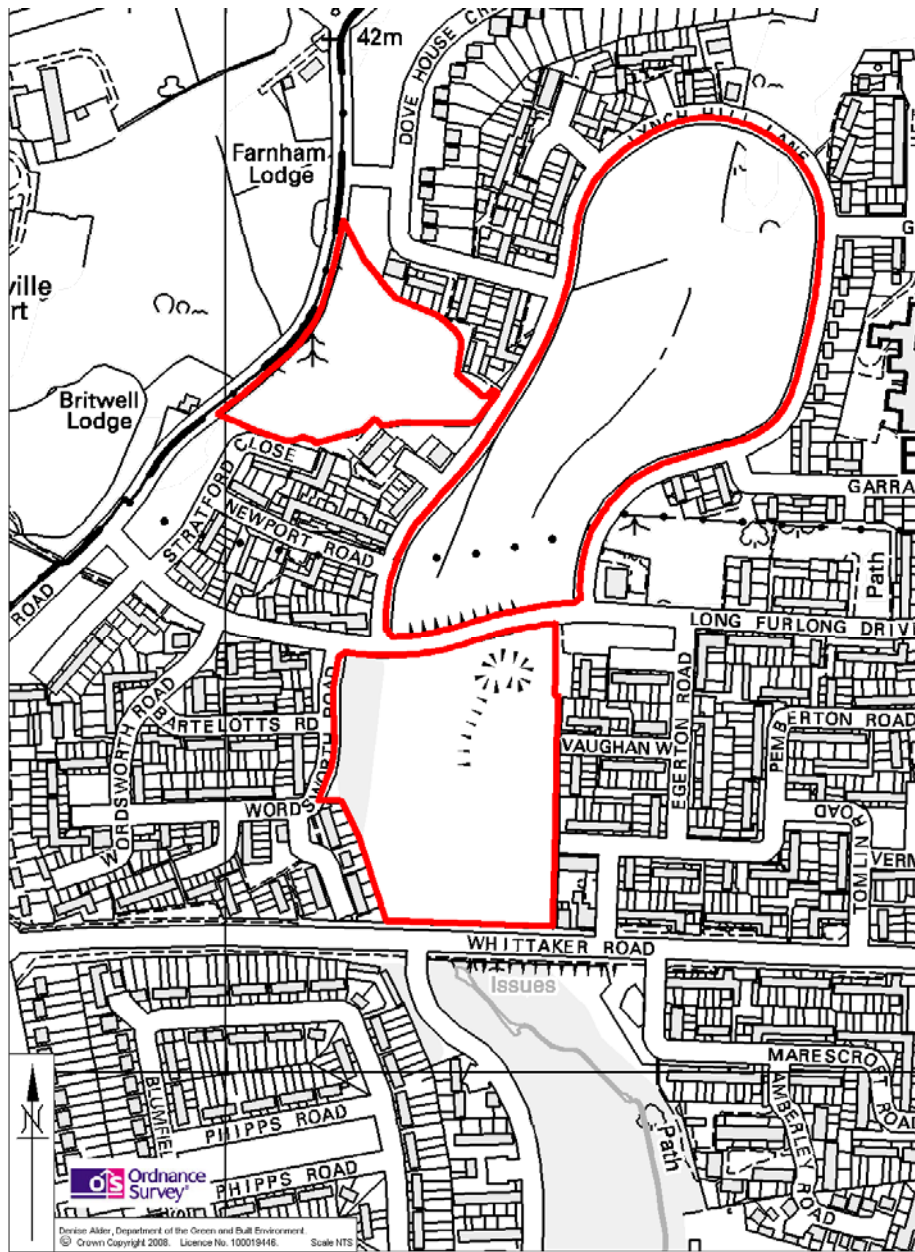 42m
DOVE HOUSE
LYNCH HILL LANE
Farnham
Lodge
G
ville
rt
Britwell
Lodge
STRATFORD CLOSE
NEWPORT ROAD
GARRA
Path
ROAD
LONG FURLONG DRIV
WORDSWORTH ROAD
BARTELOTTS RD
WORDSWORTH ROAD
VAUGHAN W
EGERTON ROAD
PEMBERTON ROAD
TOMLIN ROAD
VERM
WHITTAKER ROAD
Issues
MARESCROFT ROAD
AMBERLEY ROAD
Path
BLUMFIEL
PHIPPS ROAD
PHIPPS ROAD
N
OS Ordnance
Survey®
Denise Alder, Department of the Green and Built Environment.
© Crown Copyright 2008. Licence No. 100019446. Scale NTS